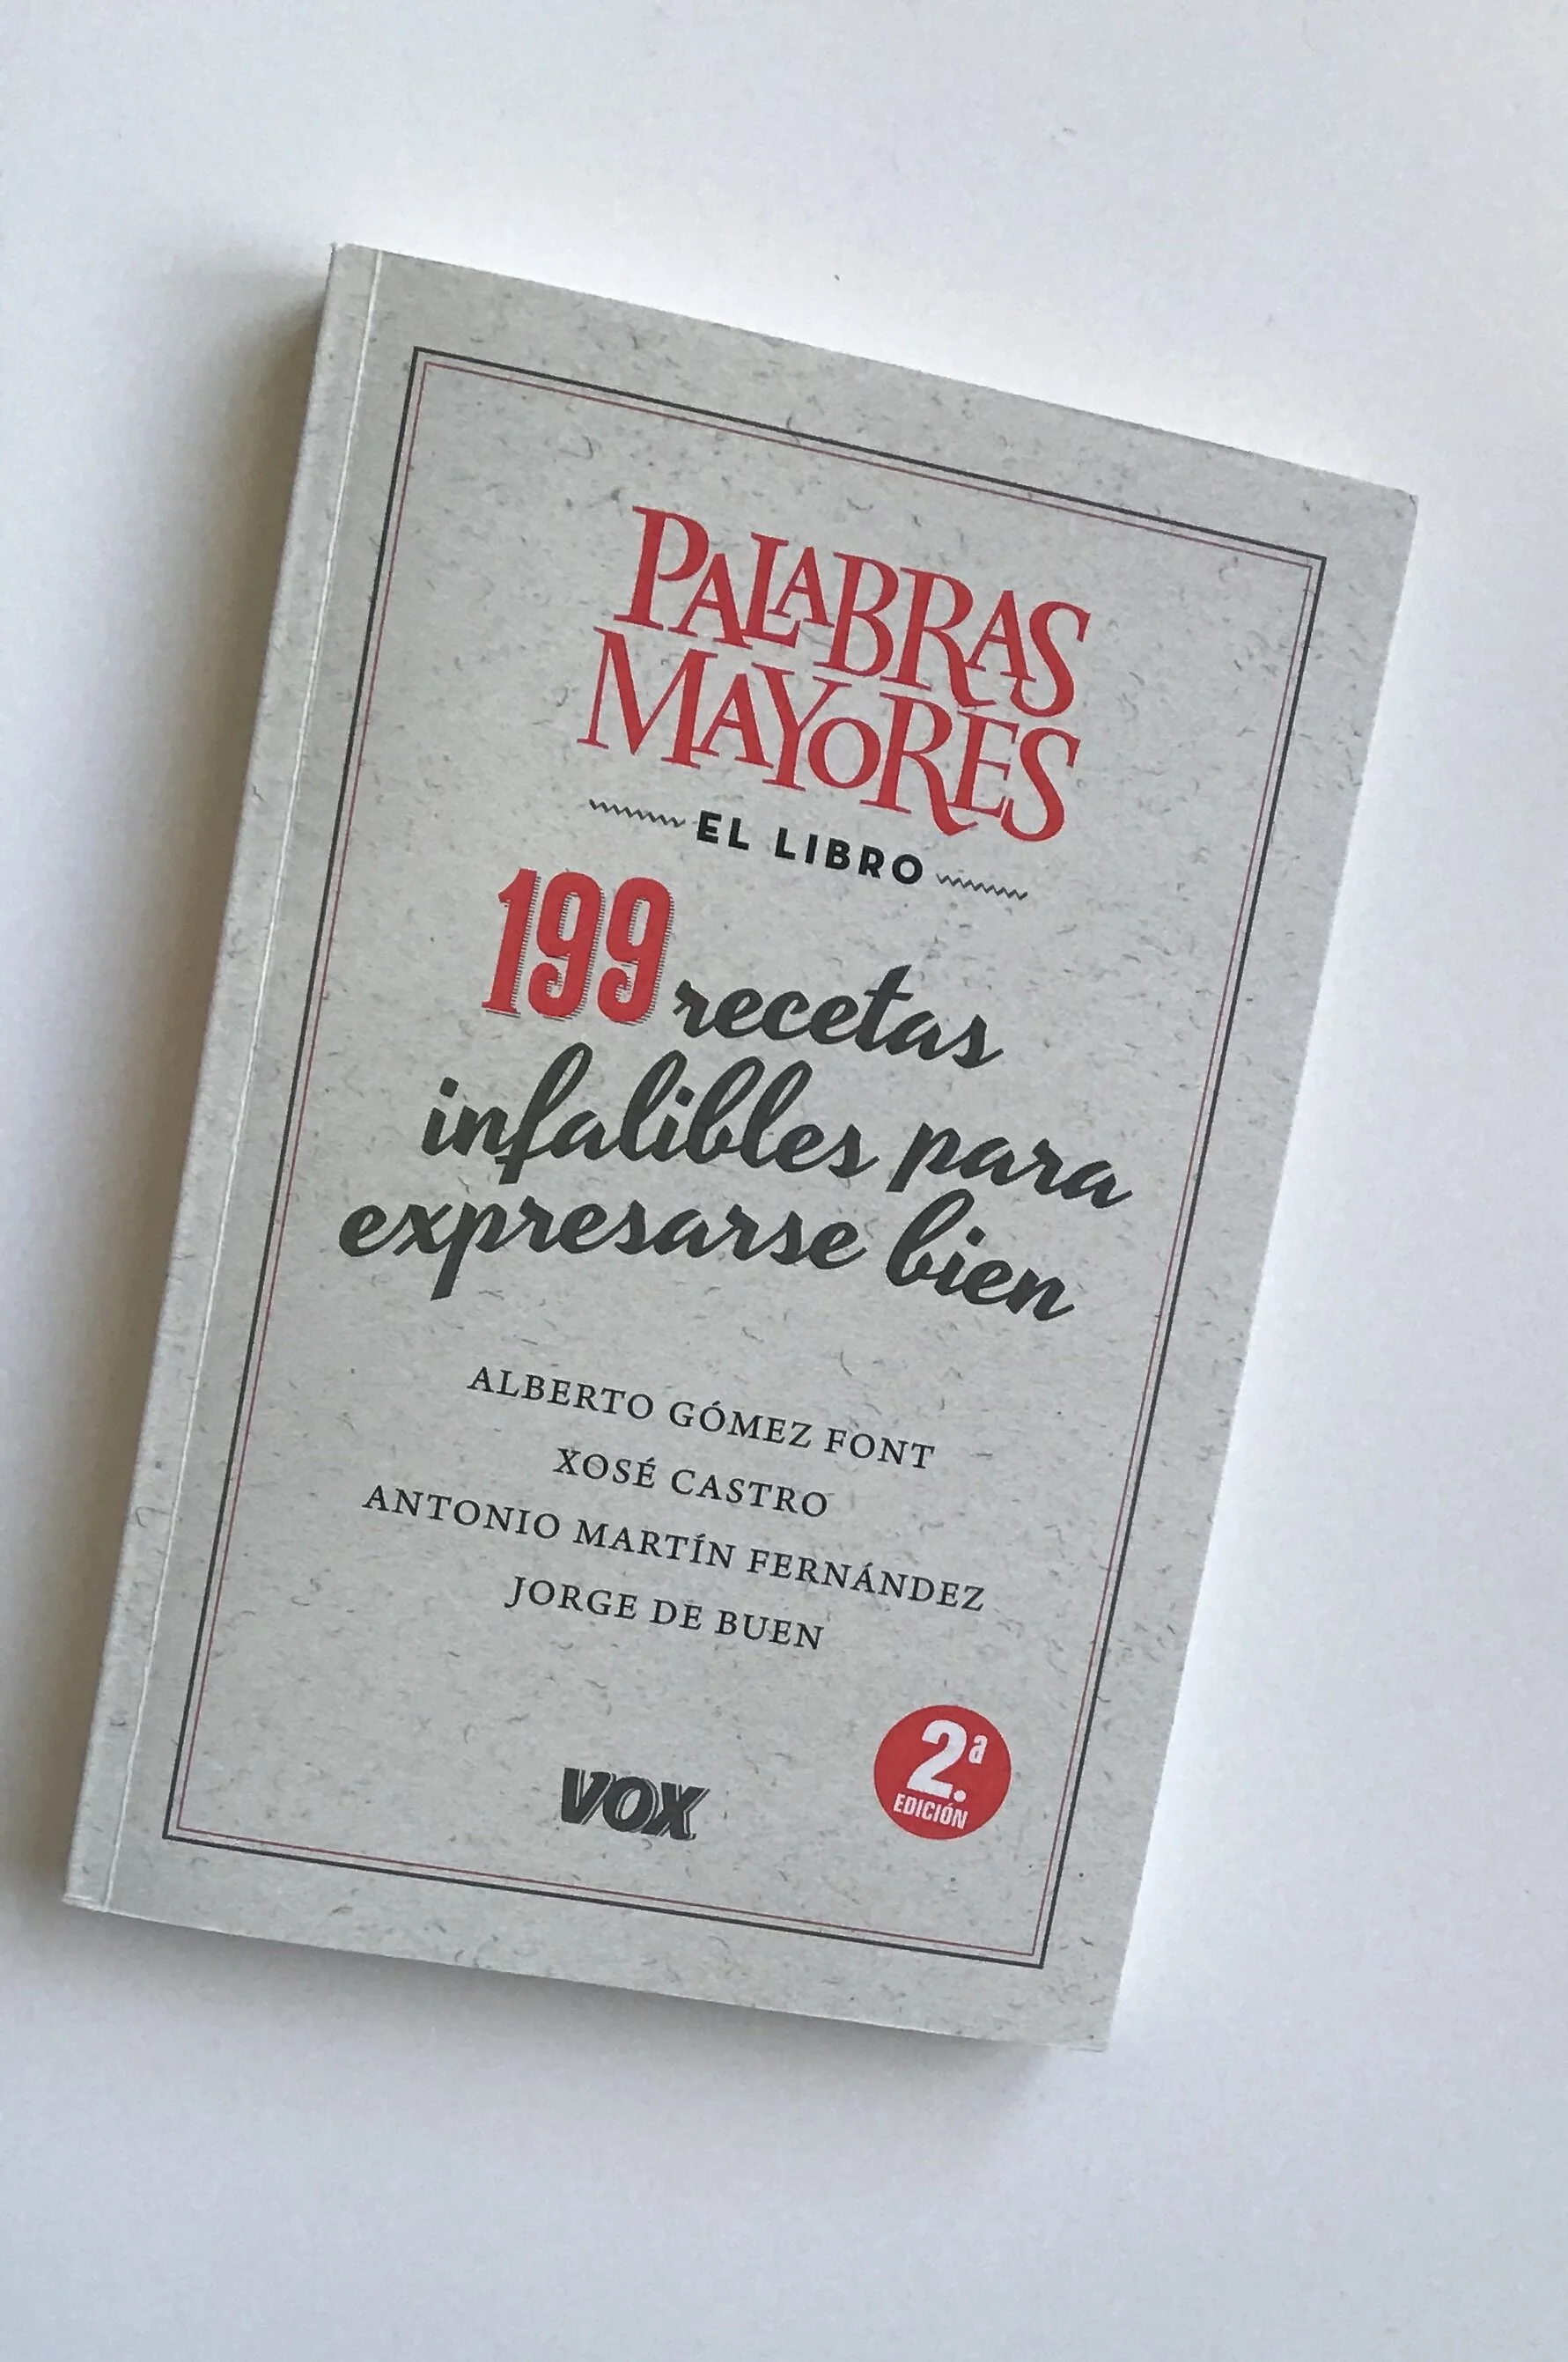 PALABRAS
MAYORES
EL LIBRO
199 recetas
infalibles para
expresarse bien
ALBERTO GÓMEZ FONT
XOSÉ CASTRO
ANTONIO MARTÍN FERNÁNDEZ
JORGE DE BUEN
2.ª
EDICIÓN
VOX